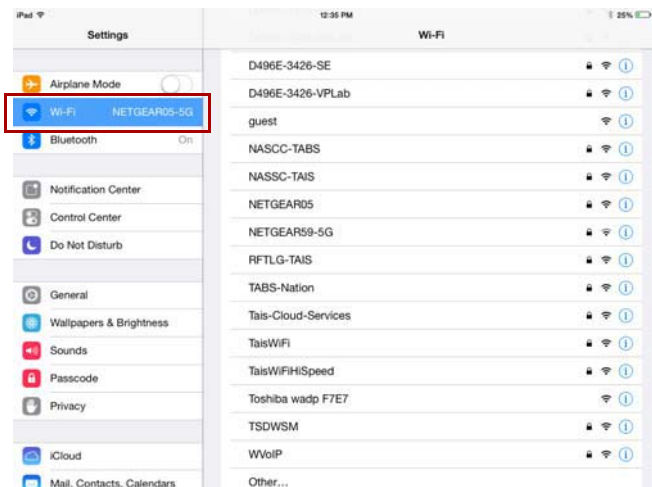 iPad 12:35 PM 25%
Settings
Wi-Fi
Airplane Mode
Wi-Fi NETGEAR05-5G
Bluetooth On
Notification Center
Control Center
Do Not Disturb
General
Wallpapers & Brightness
Sounds
Passcode
Privacy
iCloud
Mail, Contacts, Calendars
D496E-3426-SE
D496E-3426-VPLab
guest
NASCC-TABS
NASSC-TAIS
NETGEAR05
NETGEAR59-5G
RFTLG-TAIS
TABS-Nation
Tais-Cloud-Services
TaisWiFi
TaisWiFiHiSpeed
Toshiba wadp F7E7
TSDWSM
WVoIP
Other...